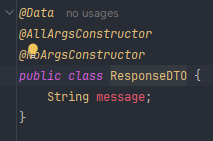 @Data no usages
@AllArgsConstructor
@NoArgsConstructor
public class ResponseDTO {
String message;
}